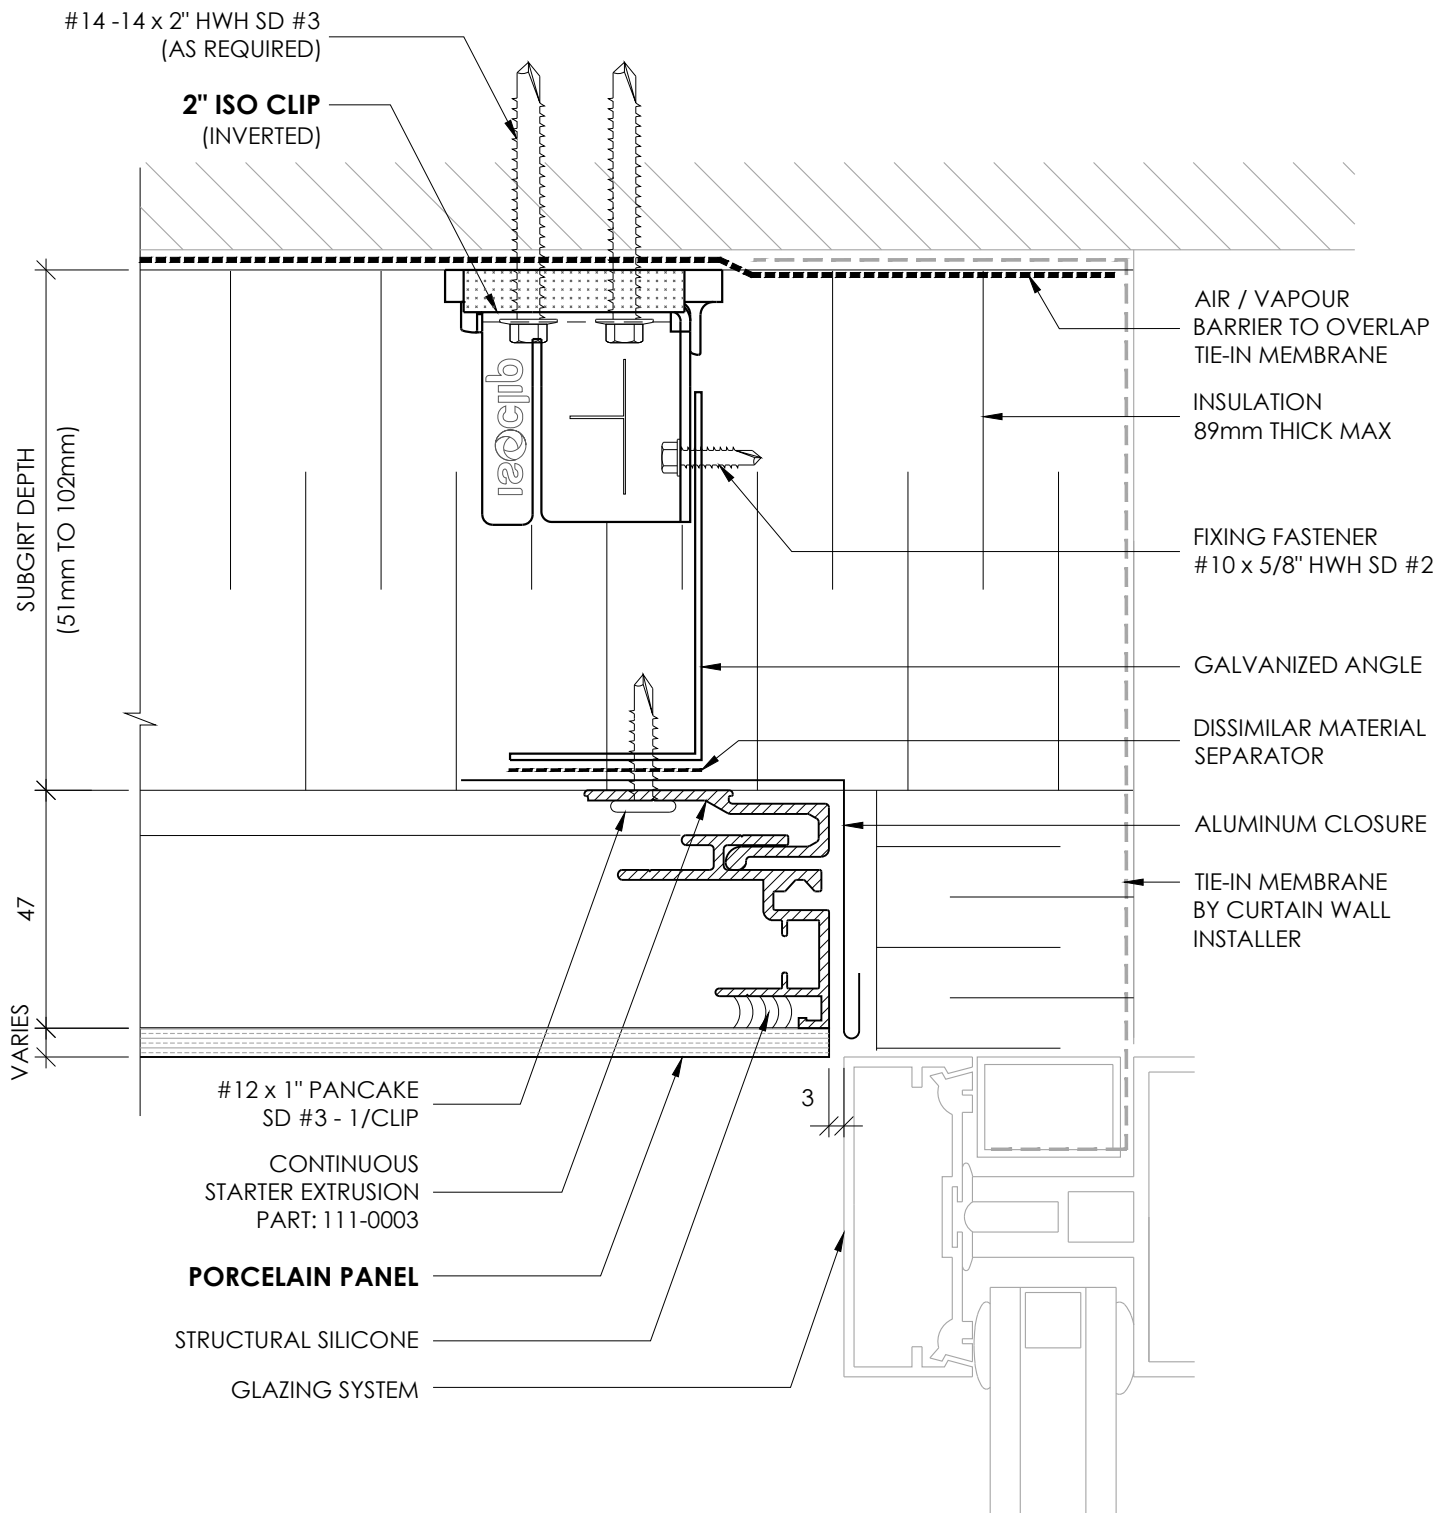 #14 -14 x 2" HWH SD #3
(AS REQUIRED)
2" ISO CLIP
(INVERTED)
isoclip
AIR / VAPOUR
BARRIER TO OVERLAP
TIE-IN MEMBRANE
INSULATION
89mm THICK MAX
SUBGIRT DEPTH
(51mm TO 102mm)
FIXING FASTENER
#10 x 5/8" HWH SD #2
GALVANIZED ANGLE
DISSIMILAR MATERIAL
SEPARATOR
ALUMINUM CLOSURE
TIE-IN MEMBRANE
BY CURTAIN WALL
INSTALLER
47
VARIES
3
#12 x 1" PANCAKE
SD #3 - 1/CLIP
CONTINUOUS
STARTER EXTRUSION
PART: 111-0003
PORCELAIN PANEL
STRUCTURAL SILICONE
GLAZING SYSTEM